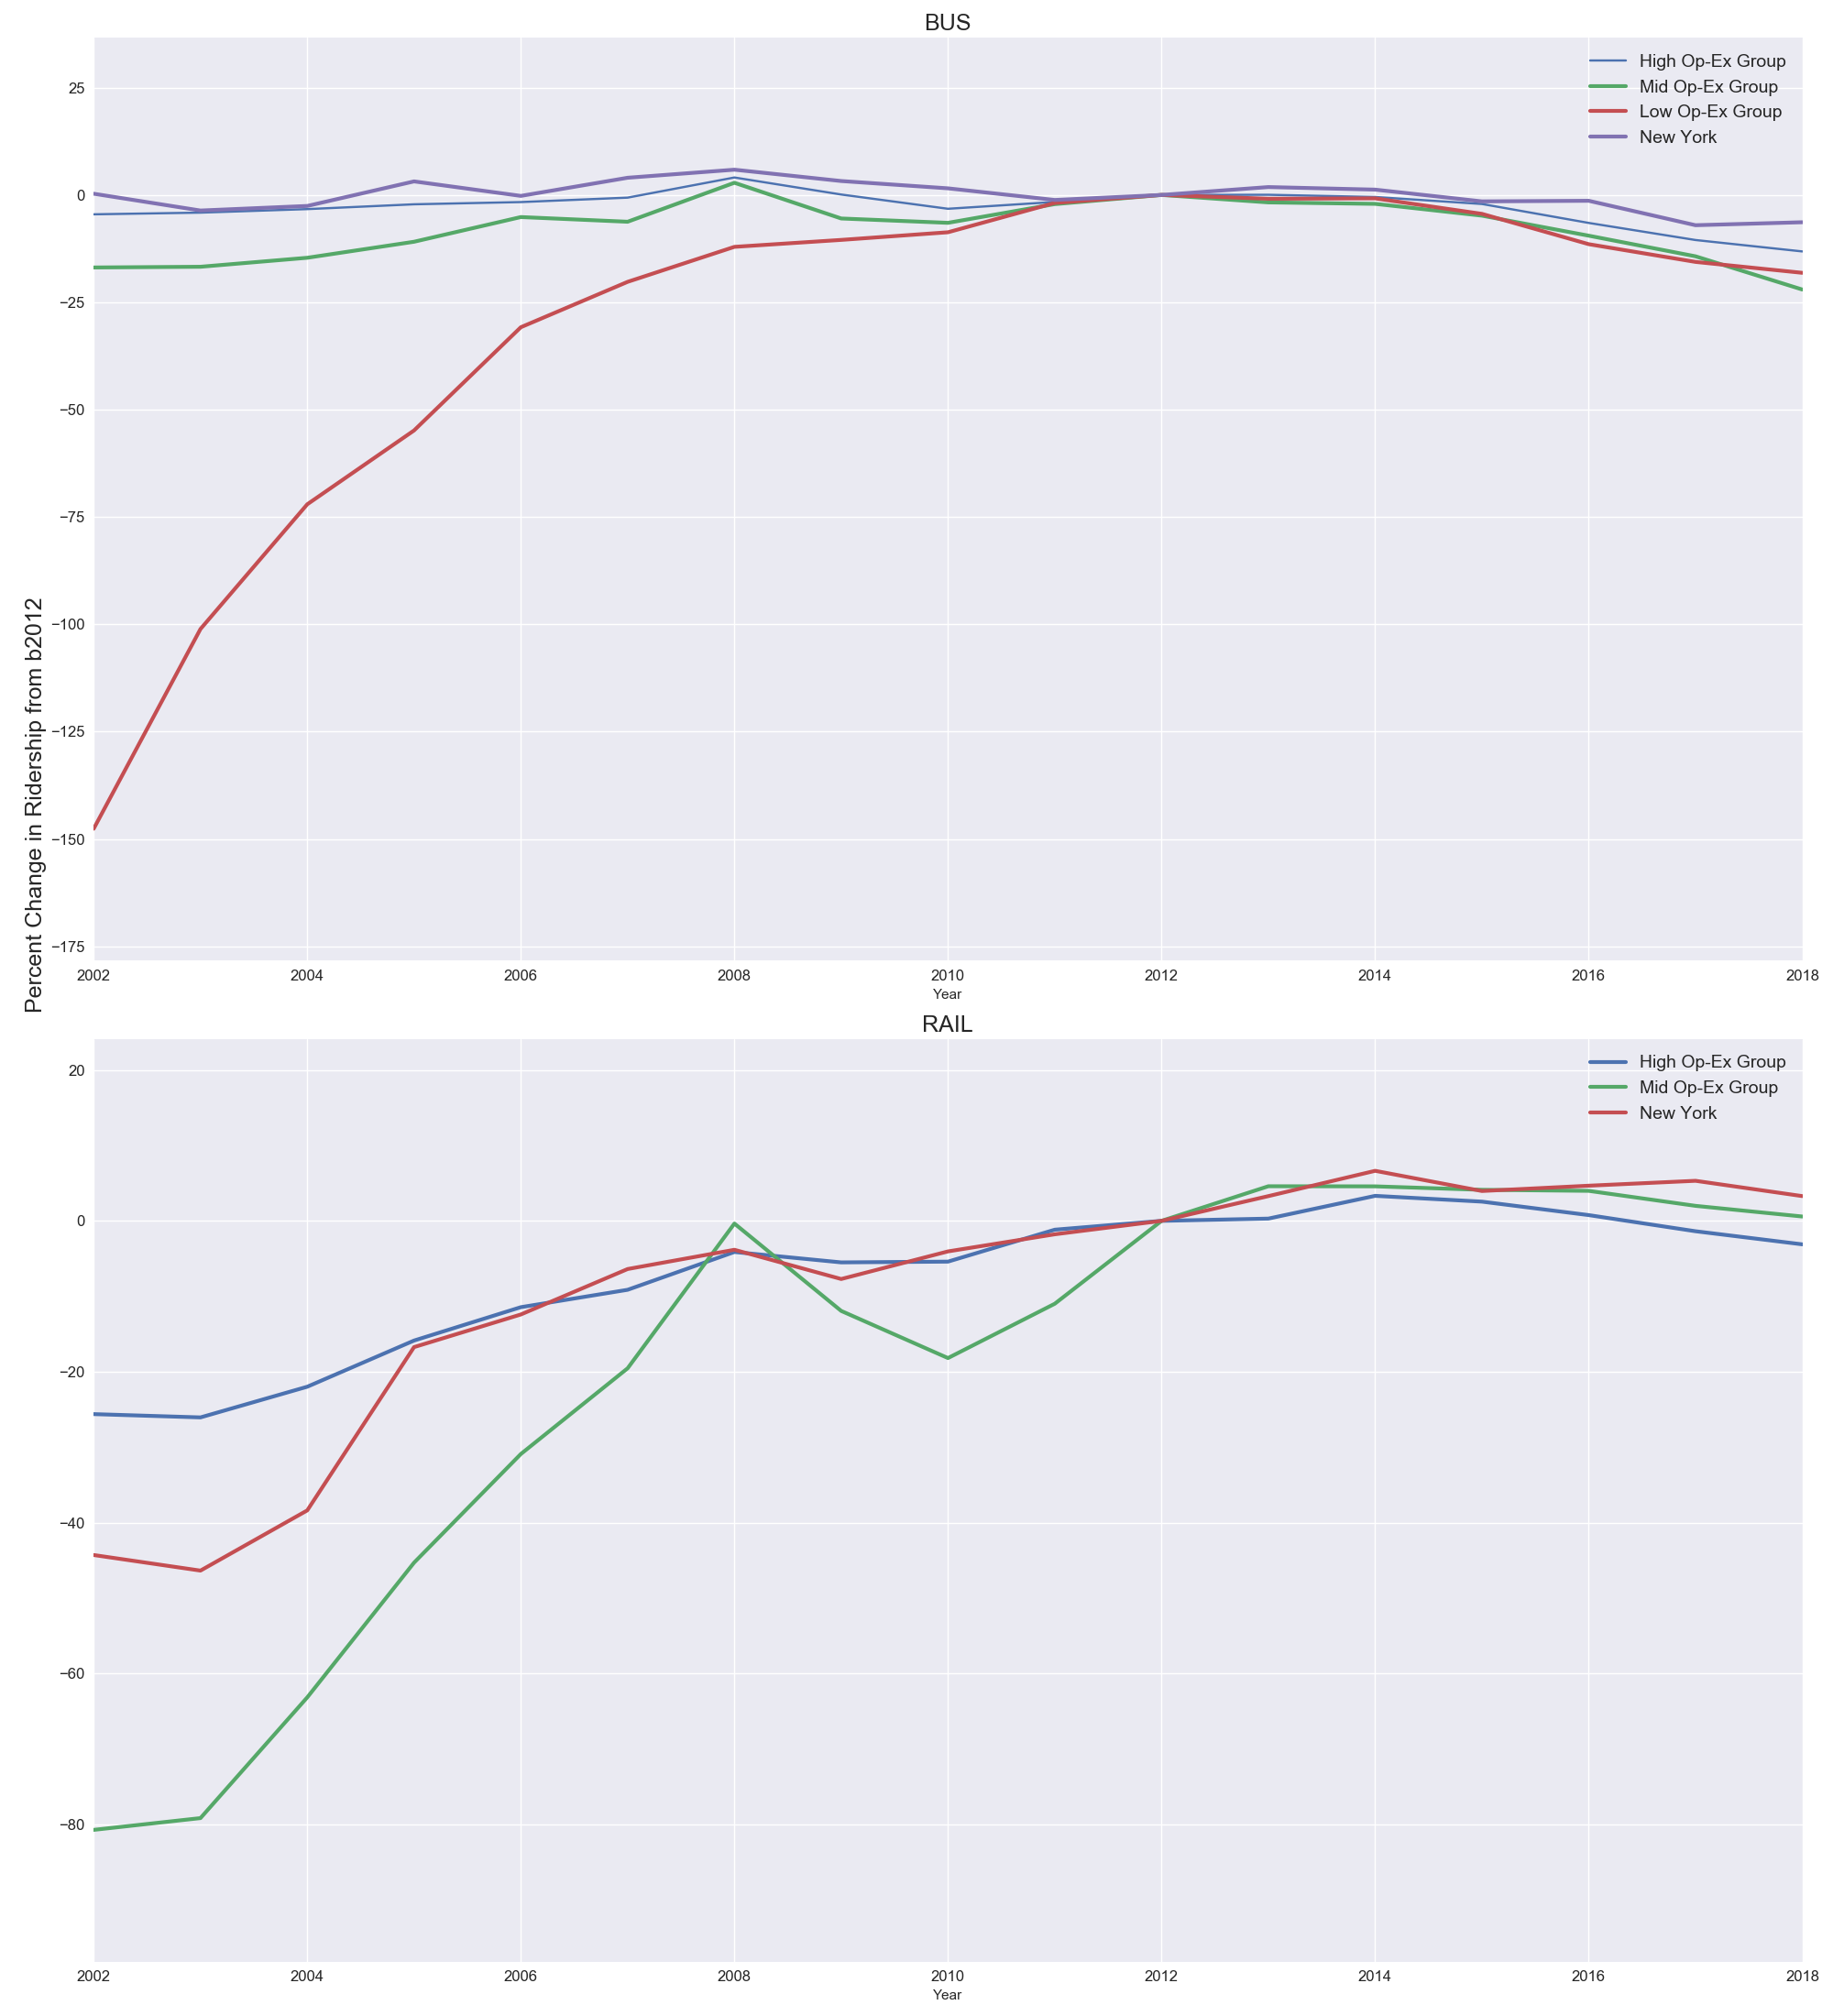 BUS
High Op-Ex Group
Mid Op-Ex Group
Low Op-Ex Group
New York
25
0
−25
−50
−75
−100
−125
−150
−175
2002 2004 2006 2008 2010 2012 2014 2016 2018
Year
Percent Change in Ridership from b2012
RAIL
High Op-Ex Group
Mid Op-Ex Group
New York
20
0
−20
−40
−60
−80
2002 2004 2006 2008 2010 2012 2014 2016 2018
Year